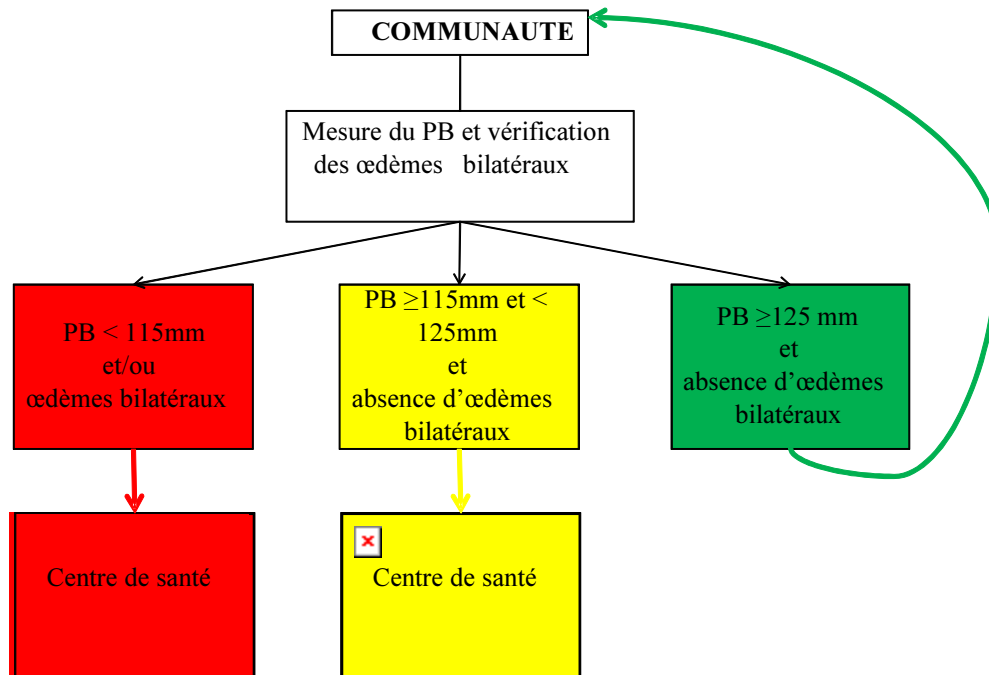 COMMUNAUTE
Mesure du PB et vérification
des œdèmes bilatéraux
PB < 115mm
et/ou
œdèmes bilatéraux
PB ≥115mm et <
125mm
et
absence d’œdèmes
bilatéraux
PB ≥125 mm
et
absence d’œdèmes
bilatéraux
Centre de santé
Centre de santé